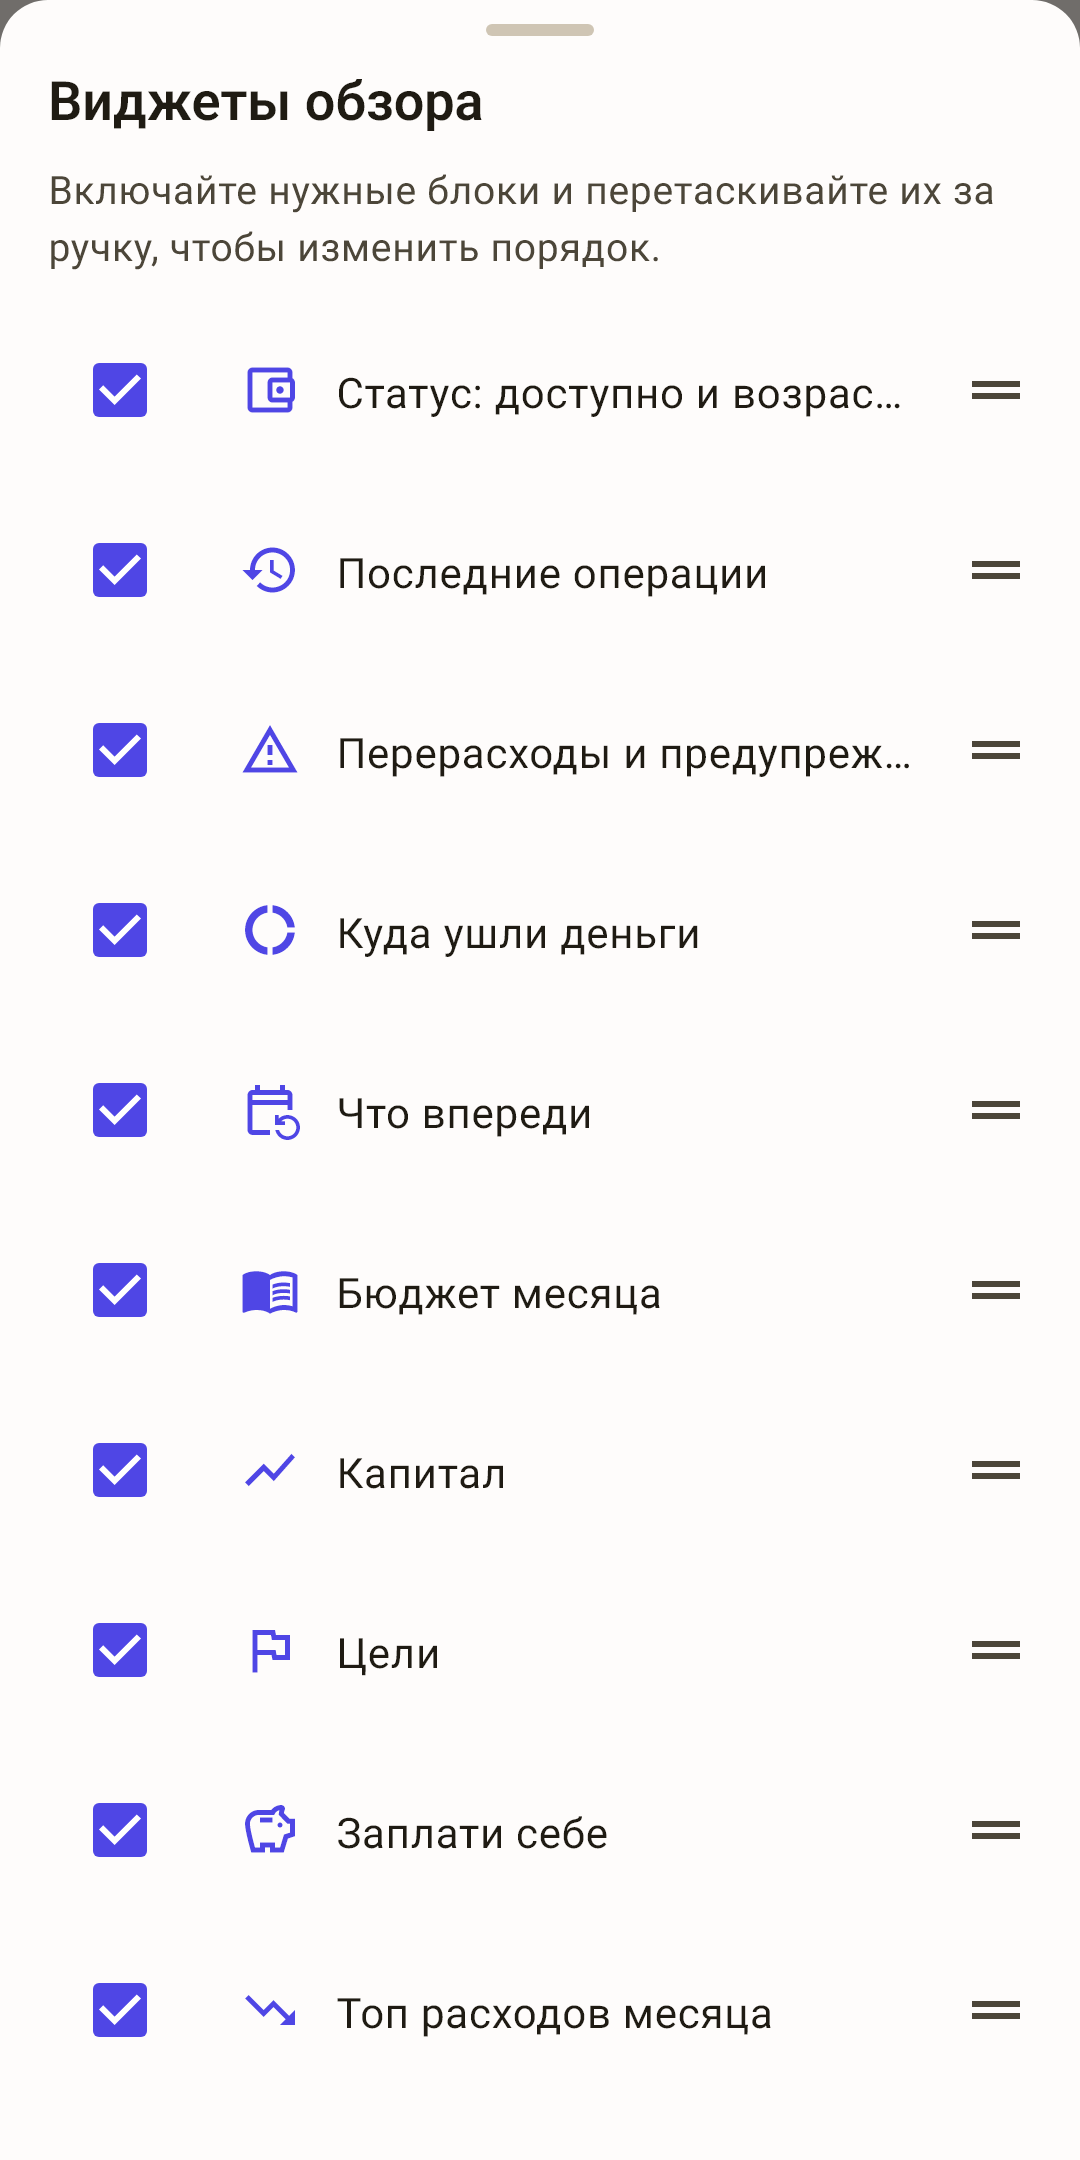 Виджеты обзора
Включайте нужные блоки и перетаскивайте их за
ручку, чтобы изменить порядок.
Статус: доступно и возрас...
Последние операции
Перерасходы и предупреж...
Куда ушли деньги
Что впереди
Бюджет месяца
Капитал
Цели
Заплати себе
Топ расходов месяца